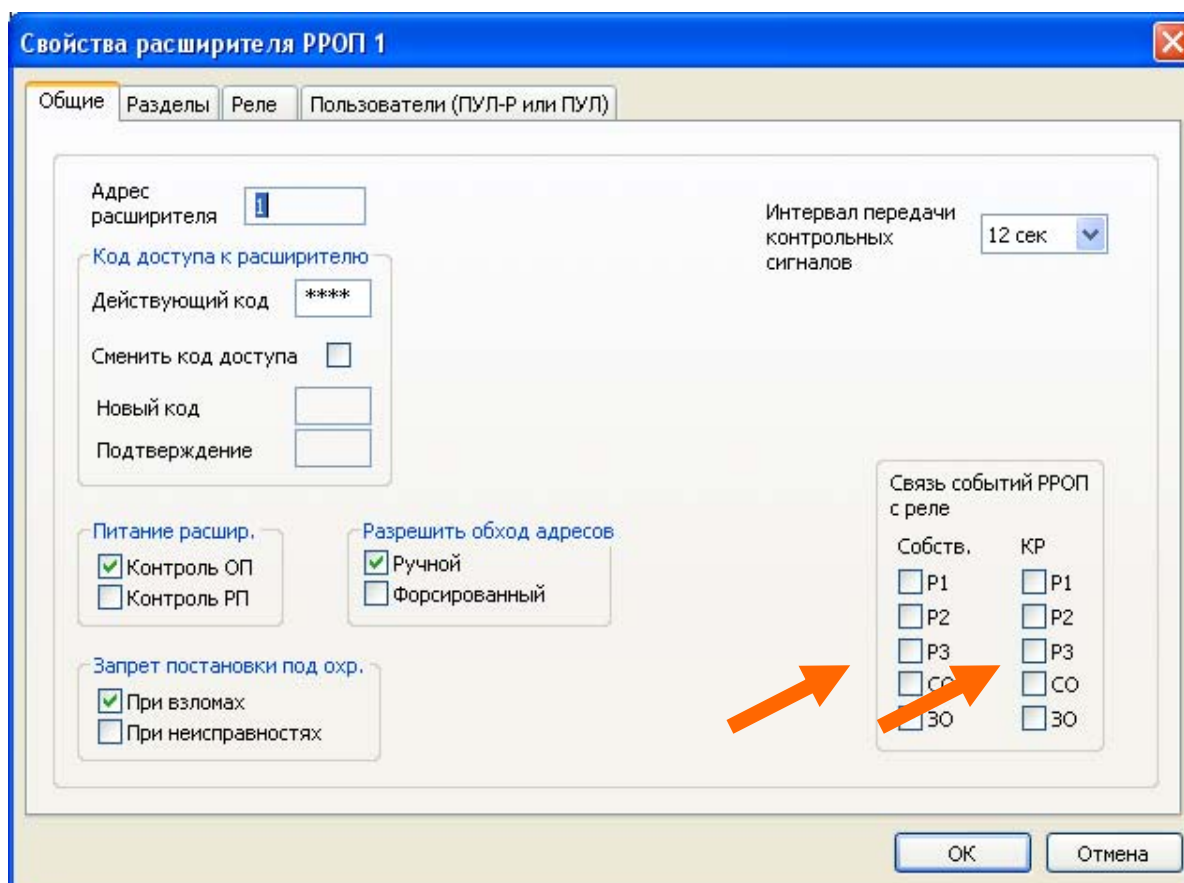 Свойства расширителя РРОП 1
Общие Разделы Реле Пользователи (ПУЛ-Р или ПУЛ)
Адрес
расширителя 1
Интервал передачи
контрольных
сигналов
12 сек
Код доступа к расширителю
Действующий код ****
Сменить код доступа
Новый код
Подтверждение
Питание расшир.
Контроль ОП
Контроль РП
Разрешить обход адресов
Ручной
Форсированный
Запрет постановки под охр.
При взломах
При неисправностях
Связь событий РРОП
с реле
Собств. КР
Р1 Р1
Р2 Р2
Р3 Р3
СО СО
ЗО ЗО
ОК Отмена